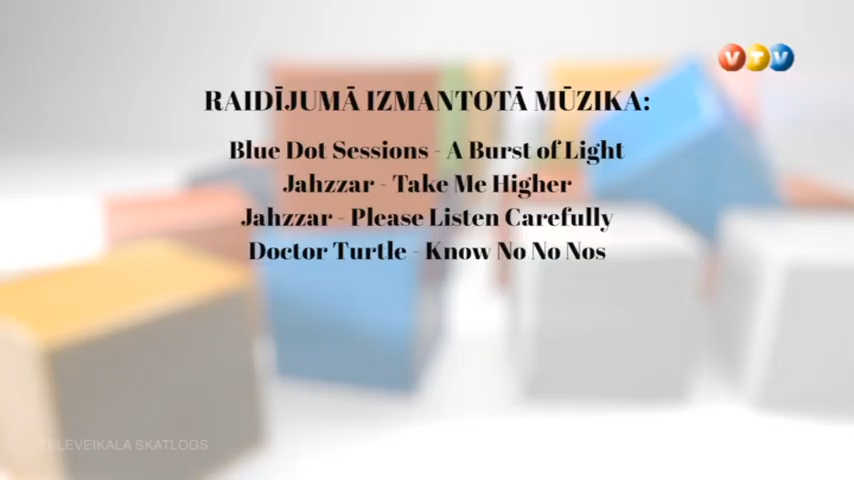 VTV
RAIDĪJUMĀ IZMANTOTĀ MŪZIKA:
Blue Dot Sessions - A Burst of Light
Jahzzar - Take Me Higher
Jahzzar - Please Listen Carefully
Doctor Turtle - Know No No Nos
TELEVEIKALA SKATLOGS